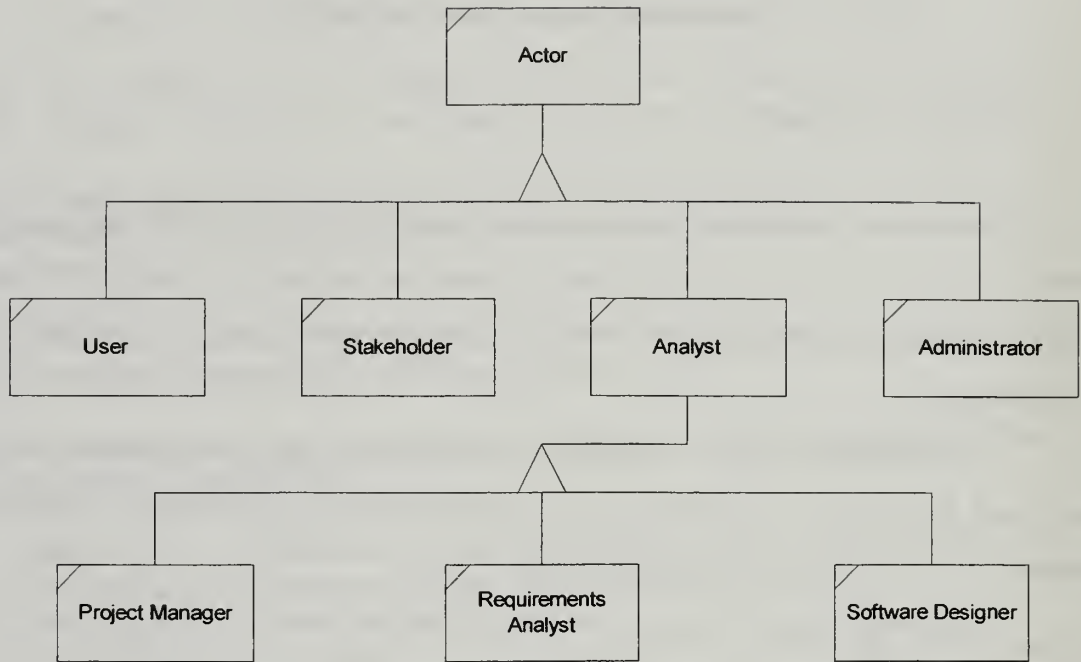 Actor
User
Stakeholder
Analyst
Administrator
Project Manager
Requirements
Analyst
Software Designer